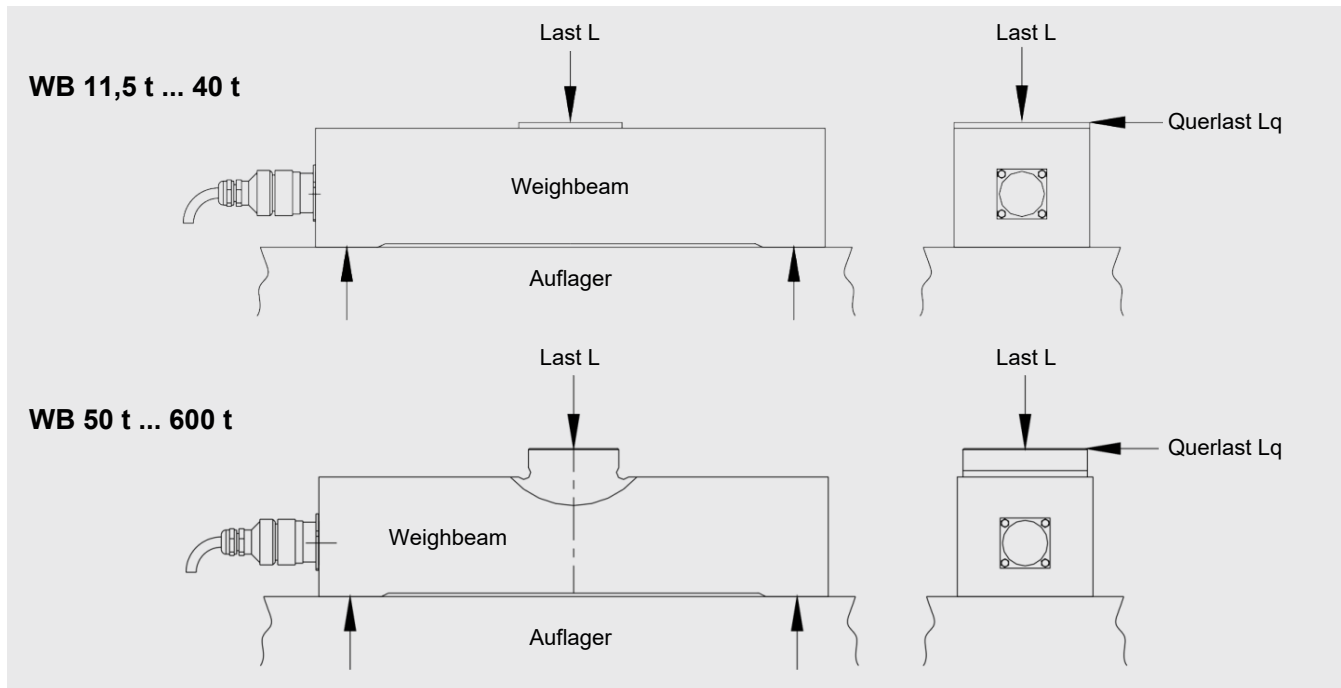 Last L
Last L
WB 11,5 t ... 40 t
Querlast Lq
Weighbeam
Auflager
Last L
Last L
WB 50 t ... 600 t
Querlast Lq
Weighbeam
Auflager